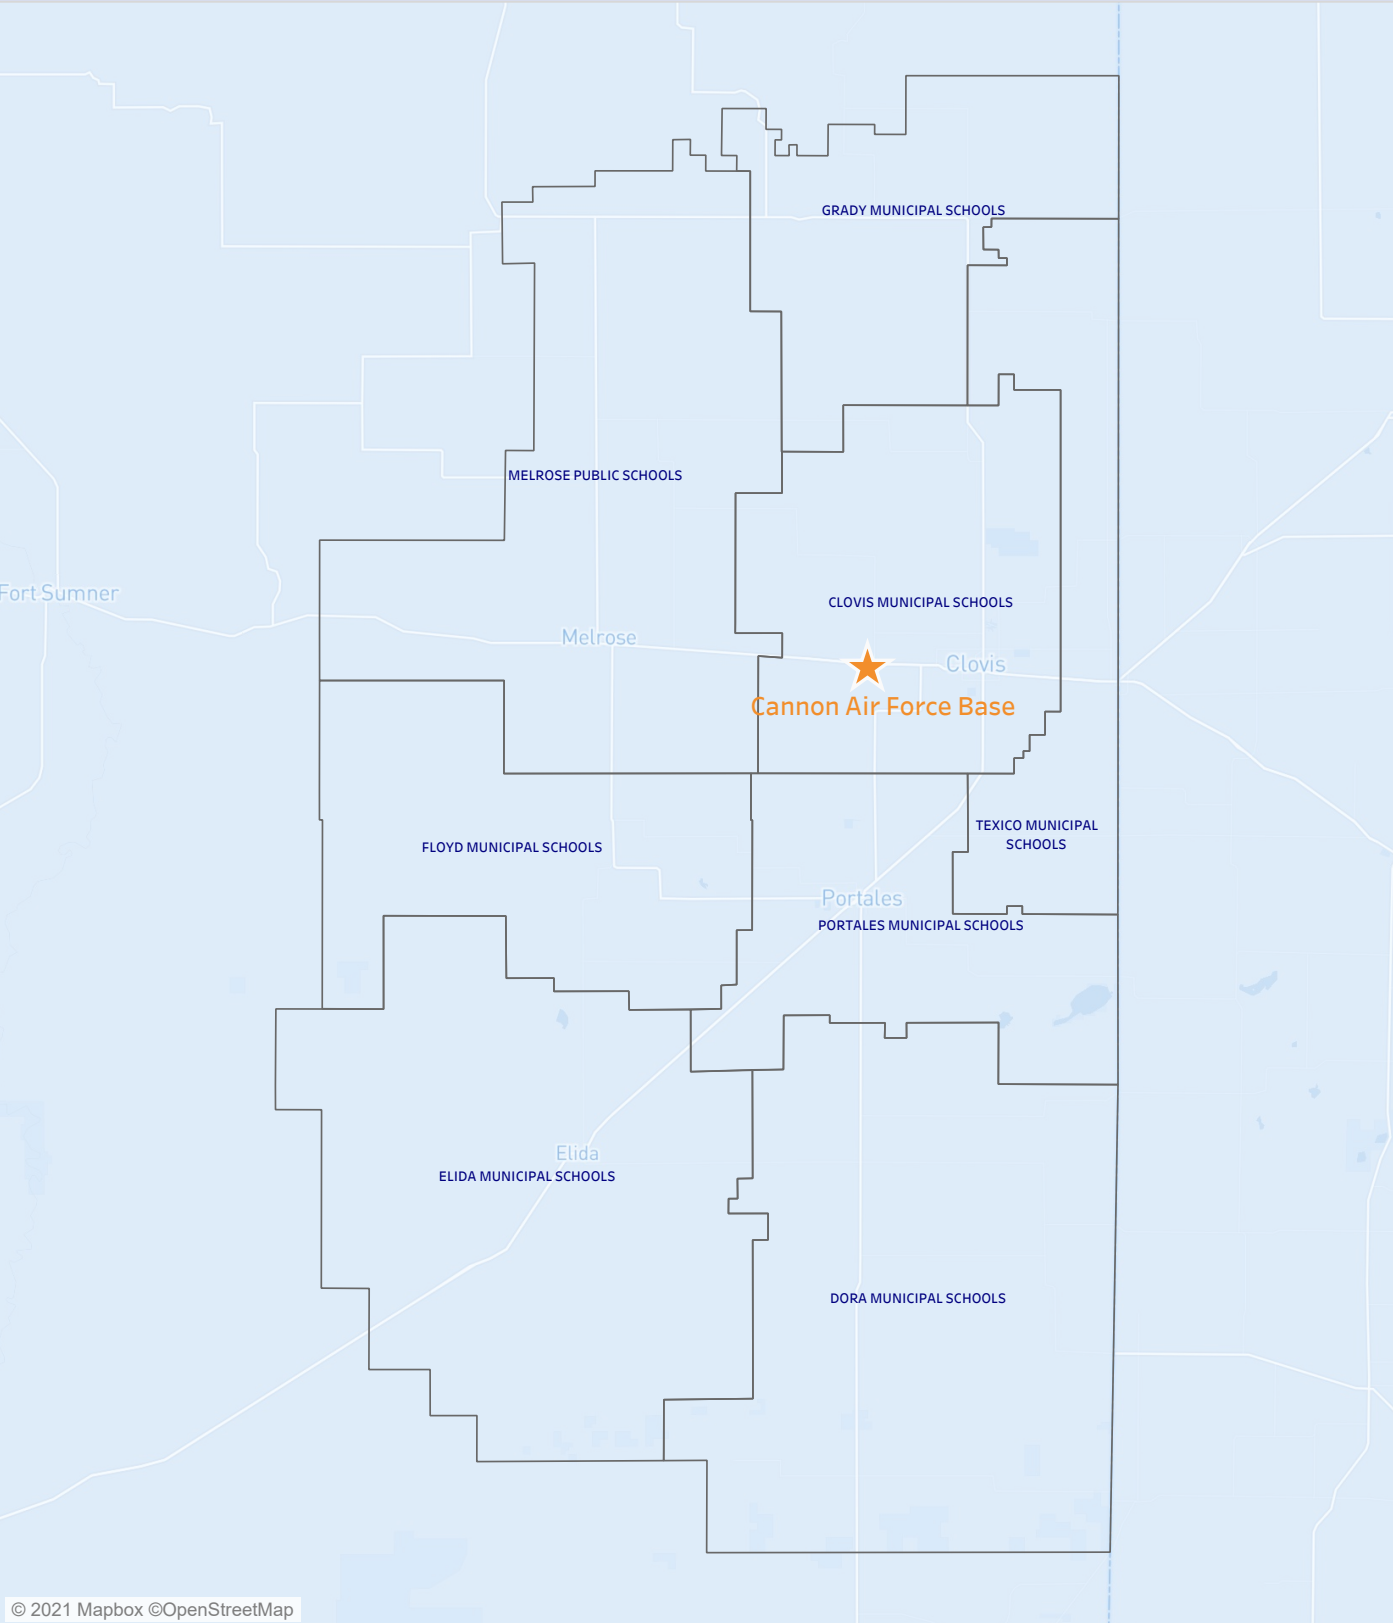 GRADY MUNICIPAL SCHOOLS
MELROSE PUBLIC SCHOOLS
Fort Sumner
CLOVIS MUNICIPAL SCHOOLS
Melrose
Clovis
Cannon Air Force Base
TEXICO MUNICIPAL
SCHOOLS
FLOYD MUNICIPAL SCHOOLS
Portales
PORTALES MUNICIPAL SCHOOLS
Elida
ELIDA MUNICIPAL SCHOOLS
DORA MUNICIPAL SCHOOLS
© 2021 Mapbox ©OpenStreetMap